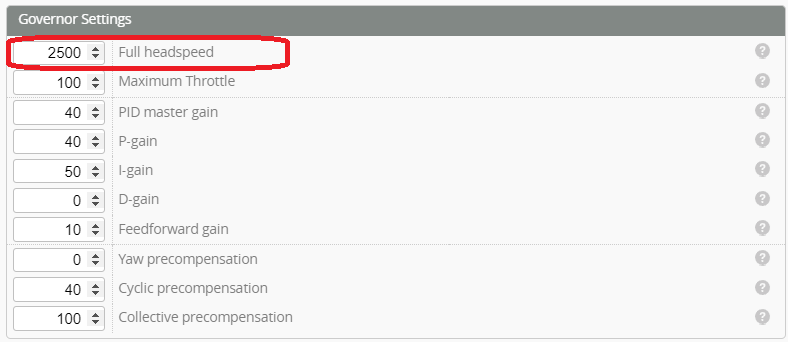 Governor Settings
2500 Full headspeed ?
100 Maximum Throttle ?
40 PID master gain ?
40 P-gain ?
50 I-gain ?
0 D-gain ?
10 Feedforward gain ?
0 Yaw precompensation ?
40 Cyclic precompensation ?
100 Collective precompensation ?